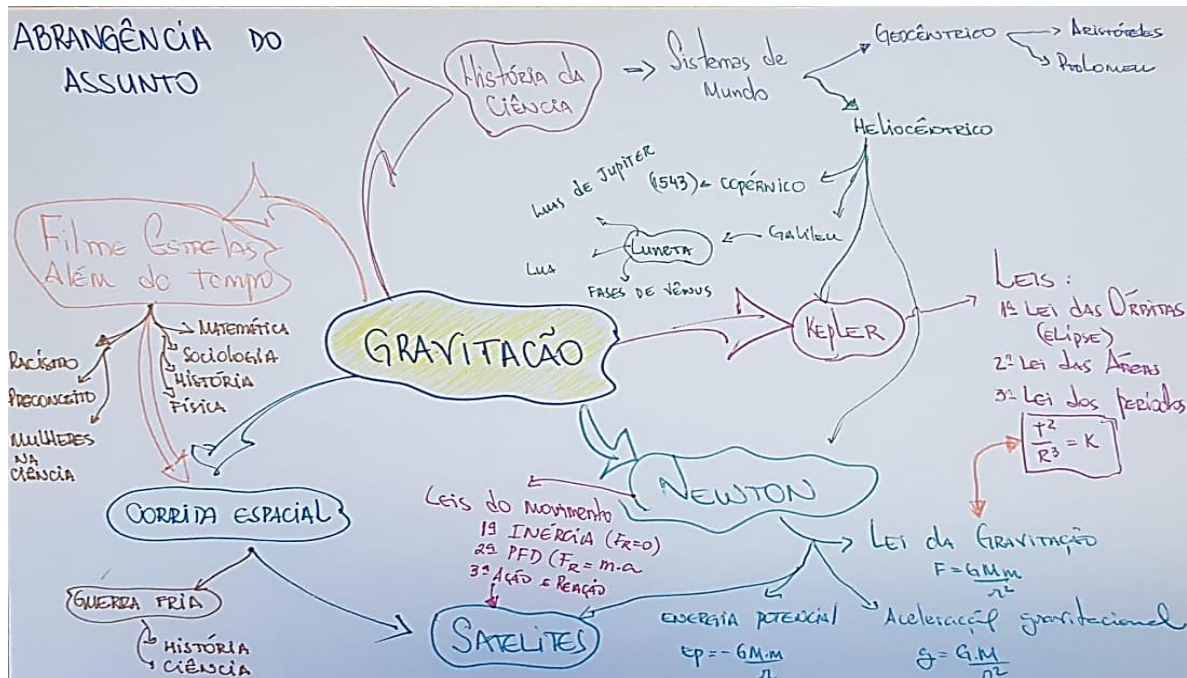 ABRANGÊNCIA DO
ASSUNTO
História da
Ciência
Sistemas de
Mundo
Geocêntrico
Aristóteles
Ptolomeu
Heliocêntrico
(1543) COPÉRNICO
Galileu
LUNETA
Luas de Jupiter
Lua
FASES DE VÊNUS
Filme Estrelas
Além do Tempo
MATEMÁTICA
SOCIOLOGIA
HISTÓRIA
FÍSICA
RACISMO
PRECONCEITO
MULHERES
NA
CIÊNCIA
GRAVITAÇÃO
KEPLER
LEIS:
1ª LEI DAS ÓRBITAS
(ELIPSE)
2ª LEI DAS ÁREAS
3ª LEI dos períodos
T²/R³ = K
NEWTON
Leis do Movimento
1ª INÉRCIA (FR=0)
2ª PFD (FR = m.a
3ª AÇÃO E REAÇÃO
LEI DA GRAVITAÇÃO
F = GMm/r²
ENERGIA POTENCIAL
Ep = - GM.m/r
Aceleração gravitacional
g = G.M/r²
CORRIDA ESPACIAL
GUERRA FRIA
HISTÓRIA
CIÊNCIA
SATELITES